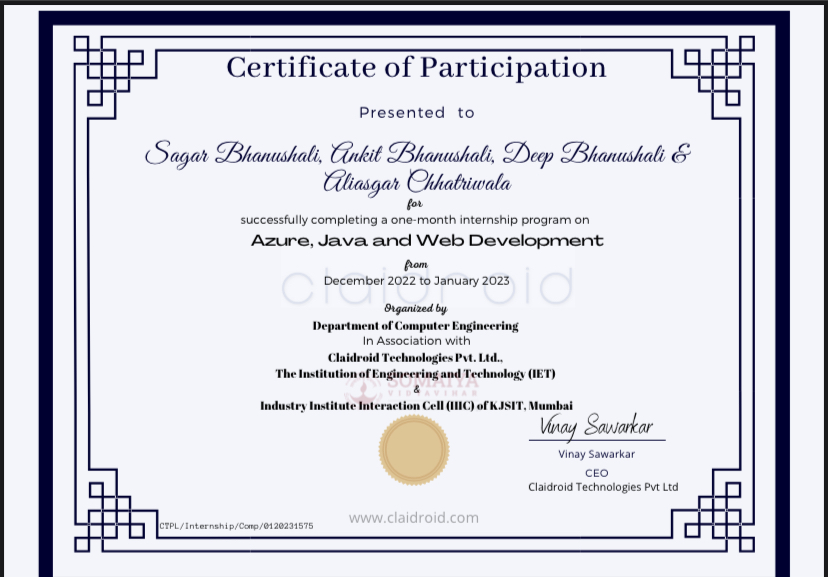 Certificate of Participation
Presented to
Sagar Bhanushali, Ankit Bhanushali, Deep Bhanushali &
Aliasgar Chhatriwala
for
successfully completing a one-month internship program on
Azure, Java and Web Development
from
claidroid
December 2022 to January 2023
Organized by
Department of Computer Engineering
In Association with
Claidroid Technologies Pvt. Ltd.,
The Institution of Engineering and Technology (IET)
SOMAIYA
VIDYAVIHAR
&
Industry Institute Interaction Cell (IIIC) of KJSIT, Mumbai
Vinay Sawarkar
Vinay Sawarkar
CEO
Claidroid Technologies Pvt Ltd
www.claidroid.com
CTPL/Internship/Comp/0120231575